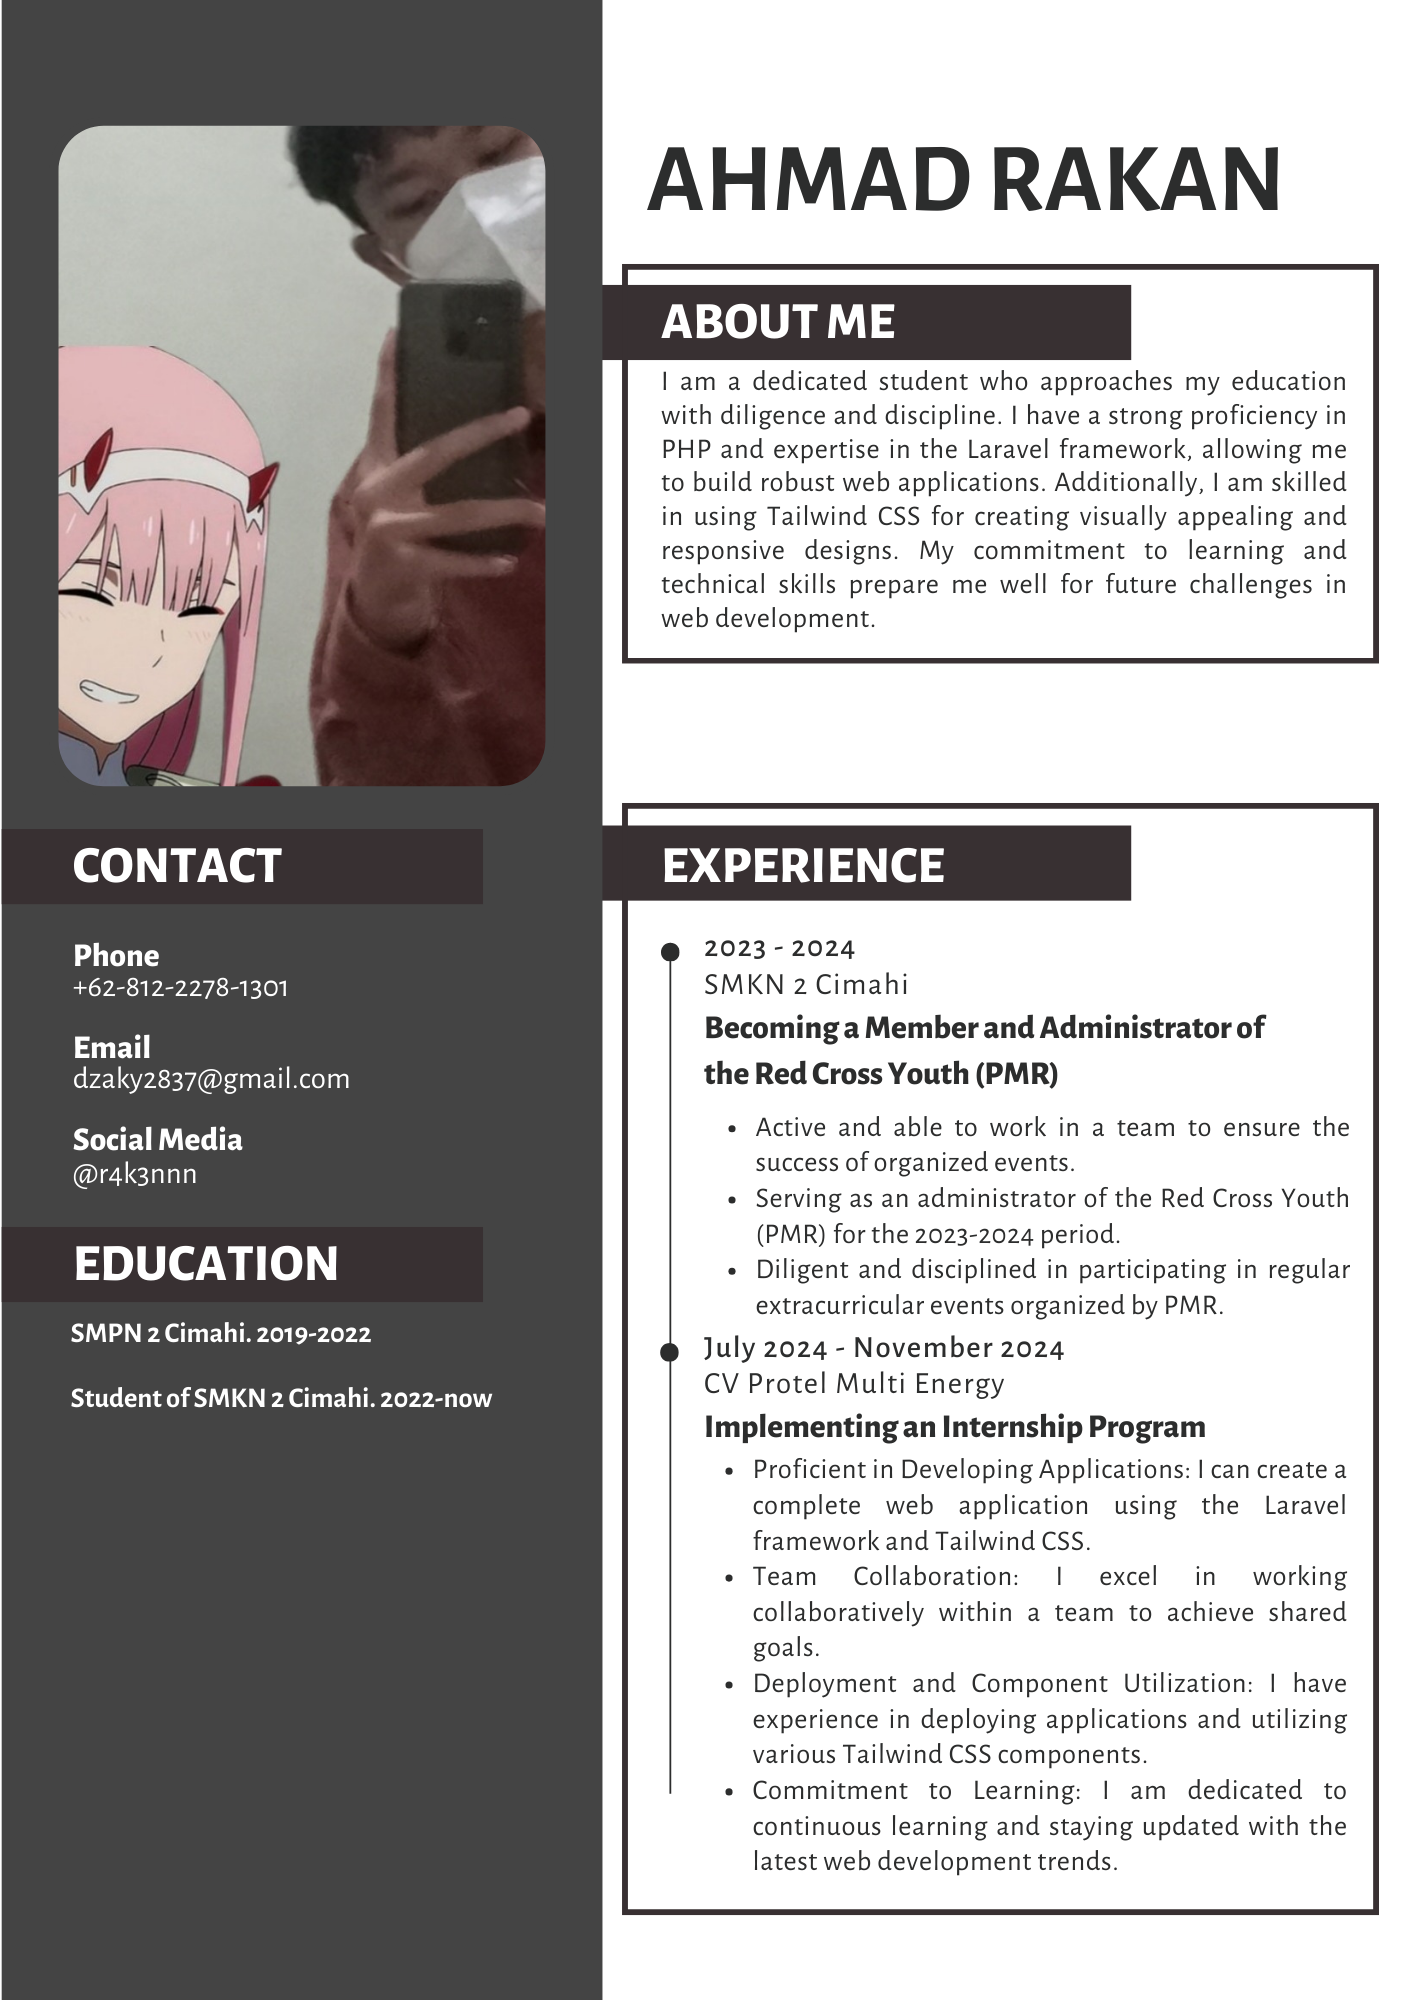 AHMAD RAKAN
ABOUT ME
I am a dedicated student who approaches my education
with diligence and discipline. I have a strong proficiency in
PHP and expertise in the Laravel framework, allowing me
to build robust web applications. Additionally, I am skilled
in using Tailwind CSS for creating visually appealing and
responsive designs. My commitment to learning and
technical skills prepare me well for future challenges in
web development.
CONTACT
Phone
+62-812-2278-1301
Email
dzaky2837@gmail.com
Social Media
@r4k3nnn
EDUCATION
SMPN 2 Cimahi. 2019-2022
Student of SMKN 2 Cimahi. 2022-now
EXPERIENCE
2023 - 2024
SMKN 2 Cimahi
Becoming a Member and Administrator of
the Red Cross Youth (PMR)
• Active and able to work in a team to ensure the
success of organized events.
• Serving as an administrator of the Red Cross Youth
(PMR) for the 2023-2024 period.
• Diligent and disciplined in participating in regular
extracurricular events organized by PMR.
July 2024 - November 2024
CV Protel Multi Energy
Implementing an Internship Program
• Proficient in Developing Applications: I can create a
complete web application using the Laravel
framework and Tailwind CSS.
• Team Collaboration: I excel in working
collaboratively within a team to achieve shared
goals.
• Deployment and Component Utilization: I have
experience in deploying applications and utilizing
various Tailwind CSS components.
• Commitment to Learning: I am dedicated to
continuous learning and staying updated with the
latest web development trends.